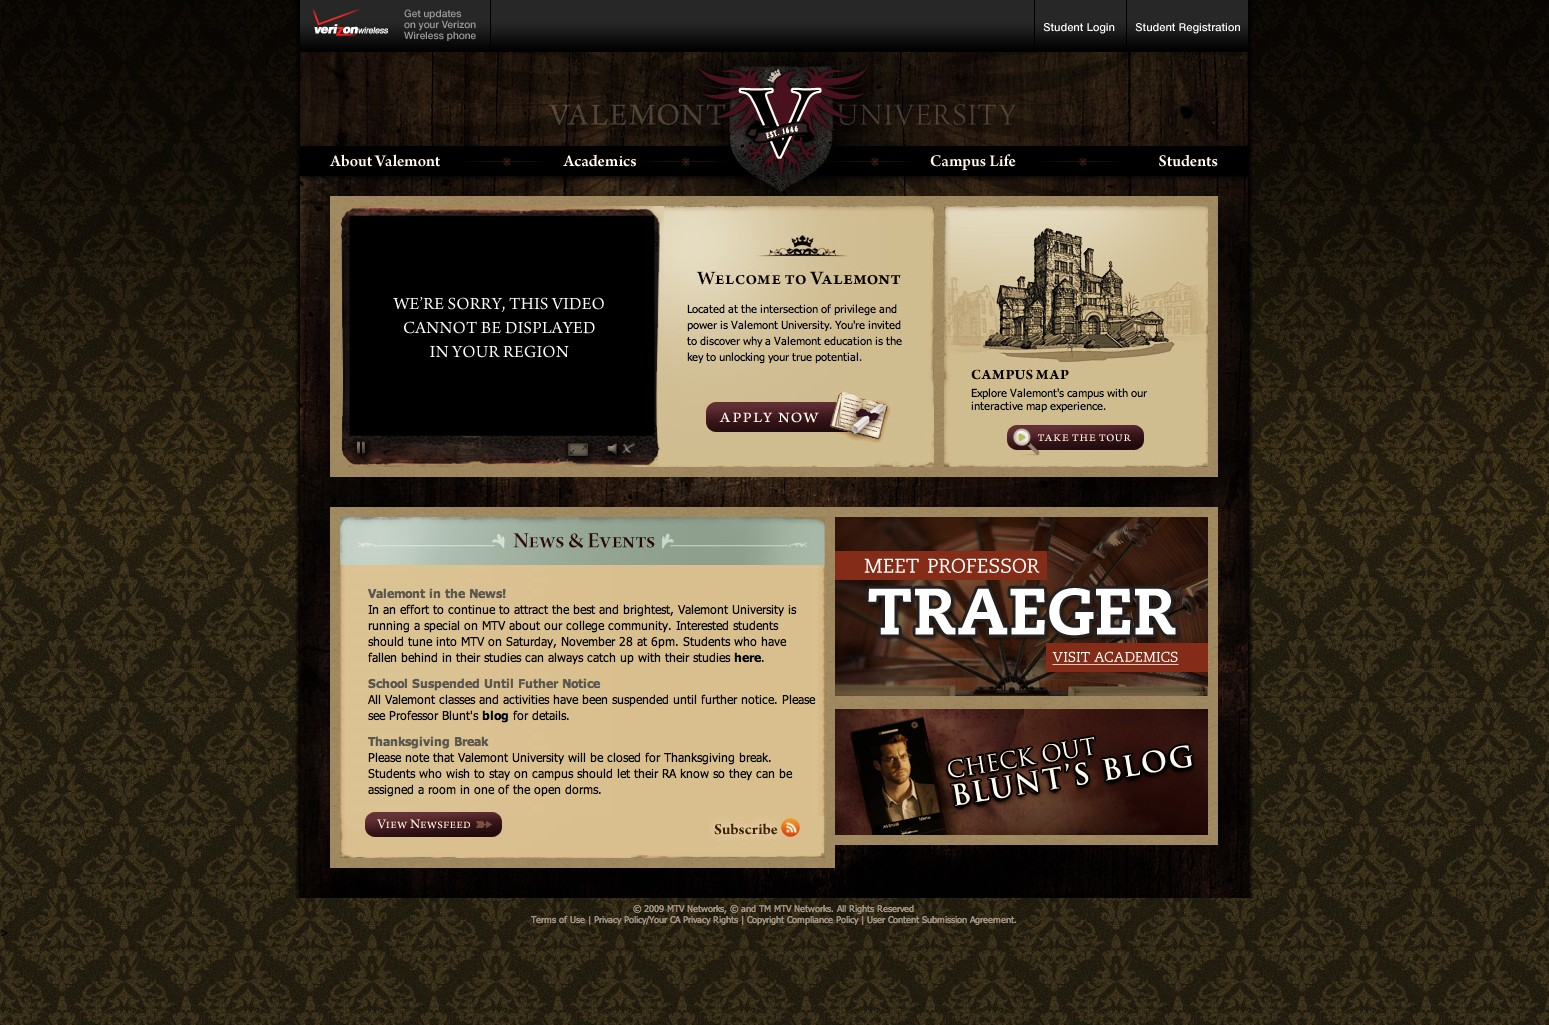 verizonwireless
Get updates
on your Verizon
Wireless phone
Student Login
Student Registration
VALEMONT
UNIVERSITY
V
EST. 1646
About Valemont
Academics
Campus Life
Students
WE'RE SORRY, THIS VIDEO
CANNOT BE DISPLAYED
IN YOUR REGION
WELCOME TO VALEMONT
Located at the intersection of privilege and
power is Valemont University. You're invited
to discover why a Valemont education is the
key to unlocking your true potential.
APPLY NOW
CAMPUS MAP
Explore Valemont's campus with our
interactive map experience.
TAKE THE TOUR
NEWS & EVENTS
Valemont in the News!
In an effort to continue to attract the best and brightest, Valemont University is
running a special on MTV about our college community. Interested students
should tune into MTV on Saturday, November 28 at 6pm. Students who have
fallen behind in their studies can always catch up with their studies here.
School Suspended Until Futher Notice
All Valemont classes and activities have been suspended until further notice. Please
see Professor Blunt's blog for details.
Thanksgiving Break
Please note that Valemont University will be closed for Thanksgiving break.
Students who wish to stay on campus should let their RA know so they can be
assigned a room in one of the open dorms.
VIEW NEWSFEED
Subscribe
MEET PROFESSOR
TRAEGER
VISIT ACADEMICS
CHECK OUT
BLUNT'S BLOG
© 2009 MTV Networks, © and TM MTV Networks. All Rights Reserved
Terms of Use | Privacy Policy/Your CA Privacy Rights | Copyright Compliance Policy | User Content Submission Agreement.